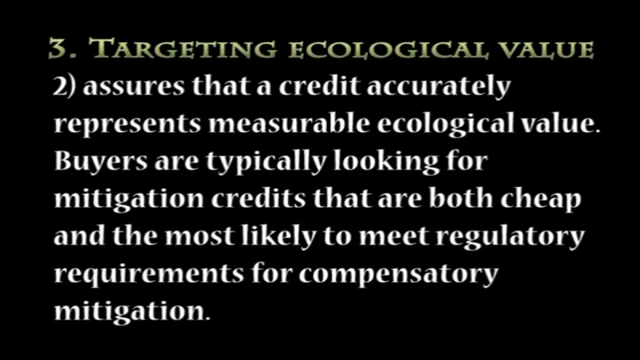 3. Targeting ecological value
2) assures that a credit accurately
represents measurable ecological value.
Buyers are typically looking for
mitigation credits that are both cheap
and the most likely to meet regulatory
requirements for compensatory
mitigation.